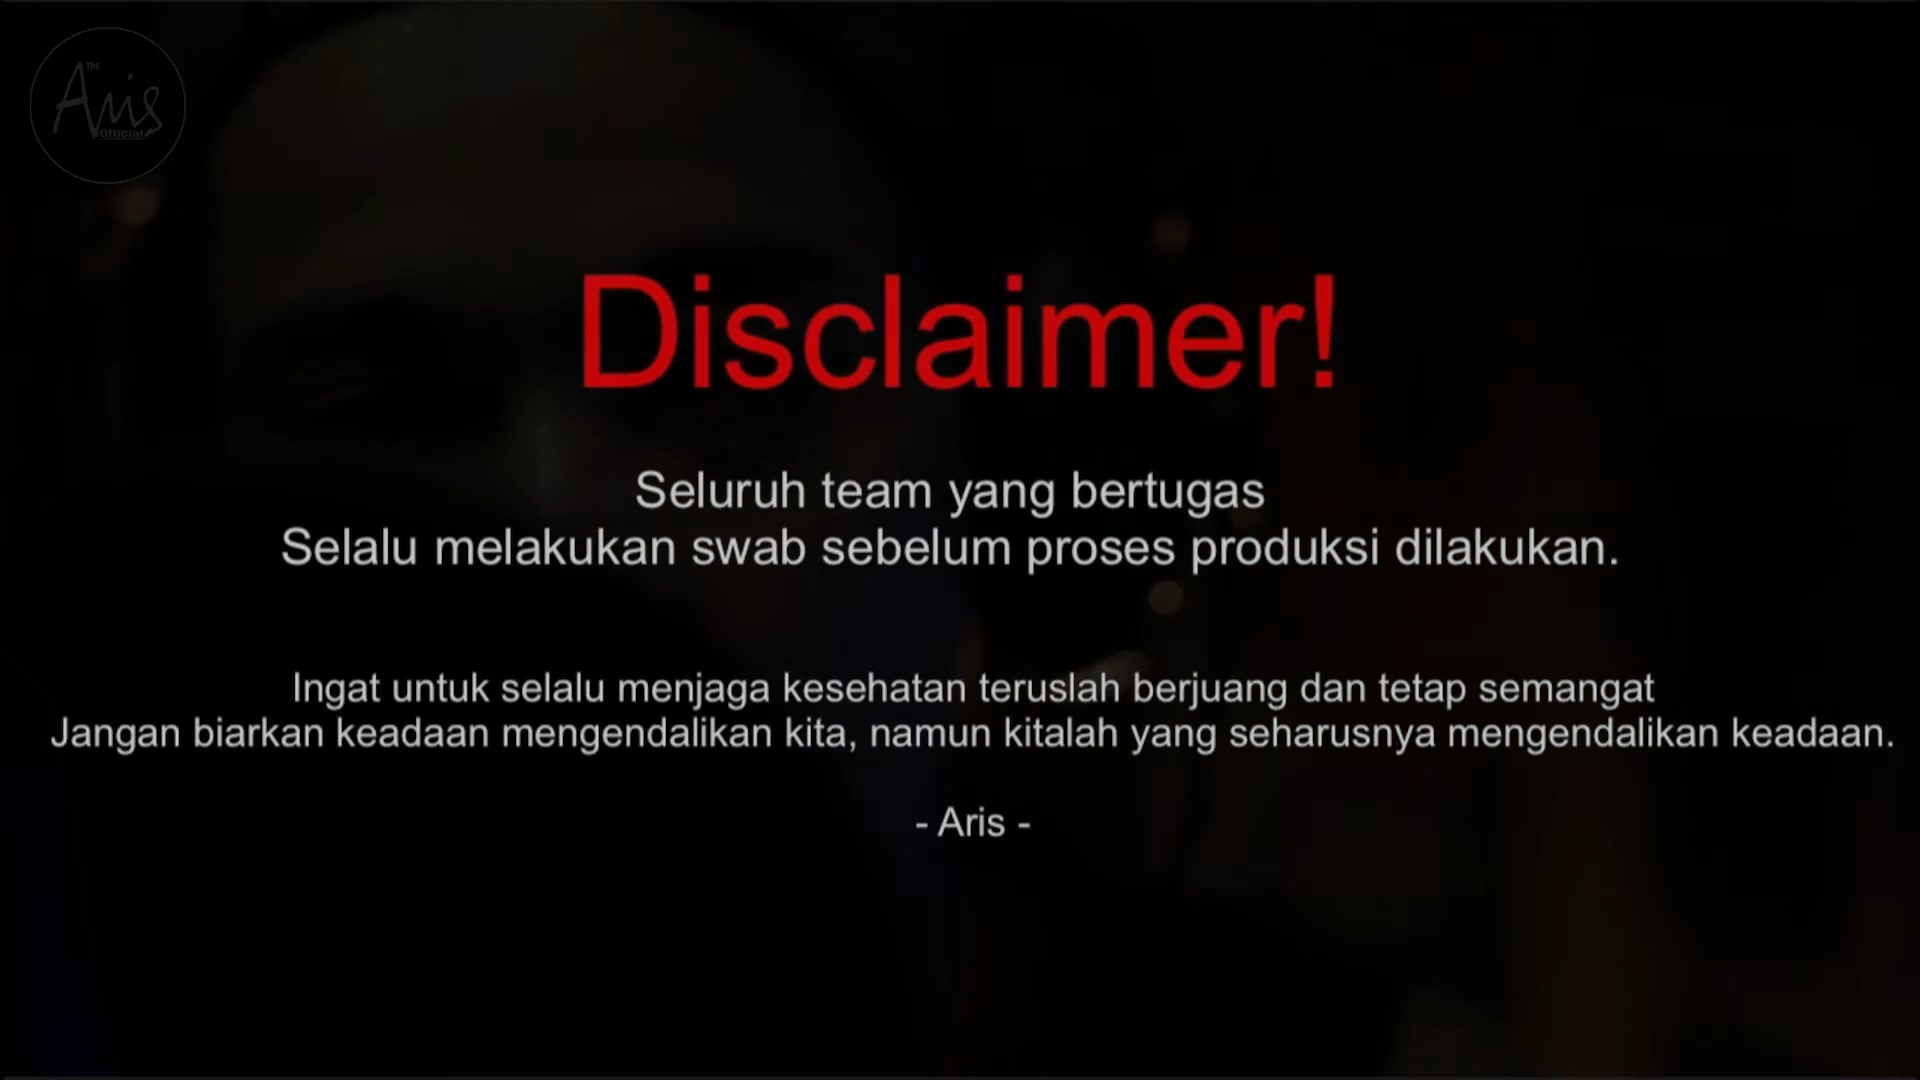 The
Aris
Official
Disclaimer!
Seluruh team yang bertugas
Selalu melakukan swab sebelum proses produksi dilakukan.
Ingat untuk selalu menjaga kesehatan teruslah berjuang dan tetap semangat
Jangan biarkan keadaan mengendalikan kita, namun kitalah yang seharusnya mengendalikan keadaan.
- Aris -